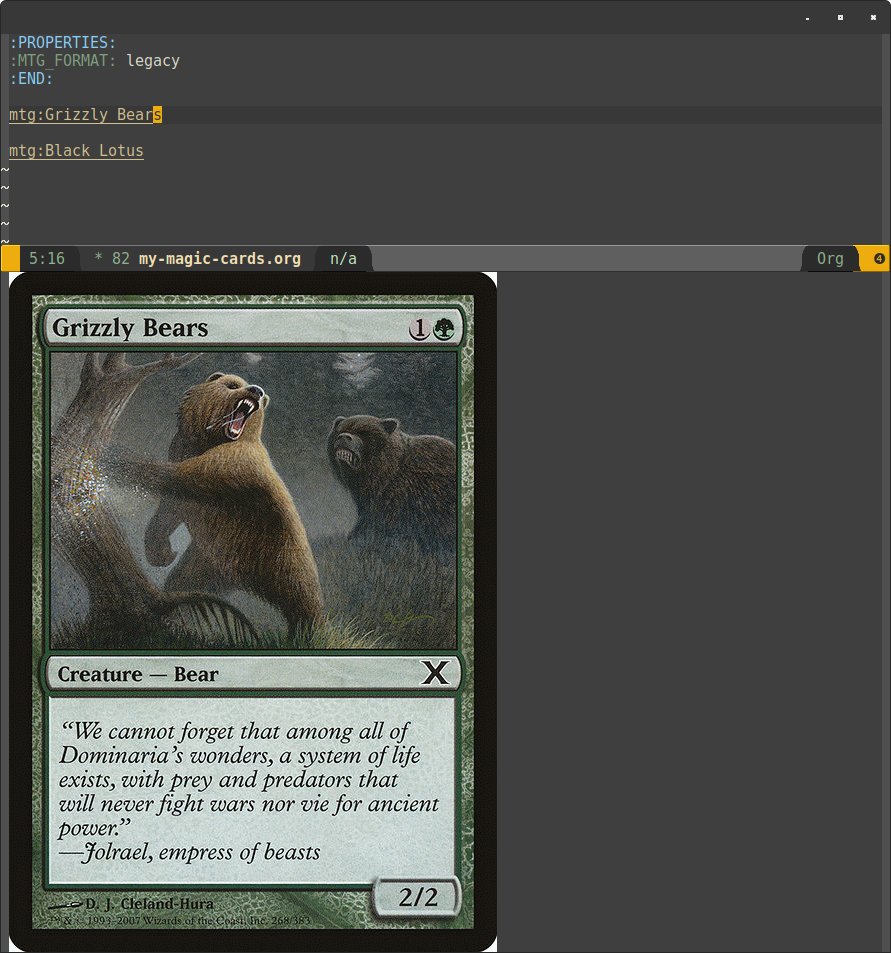 :PROPERTIES:
:MTG_FORMAT: legacy
:END:
mtg:Grizzly Bears
mtg:Black Lotus
~
~
~
~
~
5:16 * 82 my-magic-cards.org n/a Org 4
Grizzly Bears 1
Creature — Bear X
“We cannot forget that among all of
Dominaria’s wonders, a system of life
exists, with prey and predators that
will never fight wars nor vie for ancient
power.”
—Jolrael, empress of beasts
2/2
D. J. Cleland-Hura
™ & © 1993–2007 Wizards of the Coast, Inc. 268/383